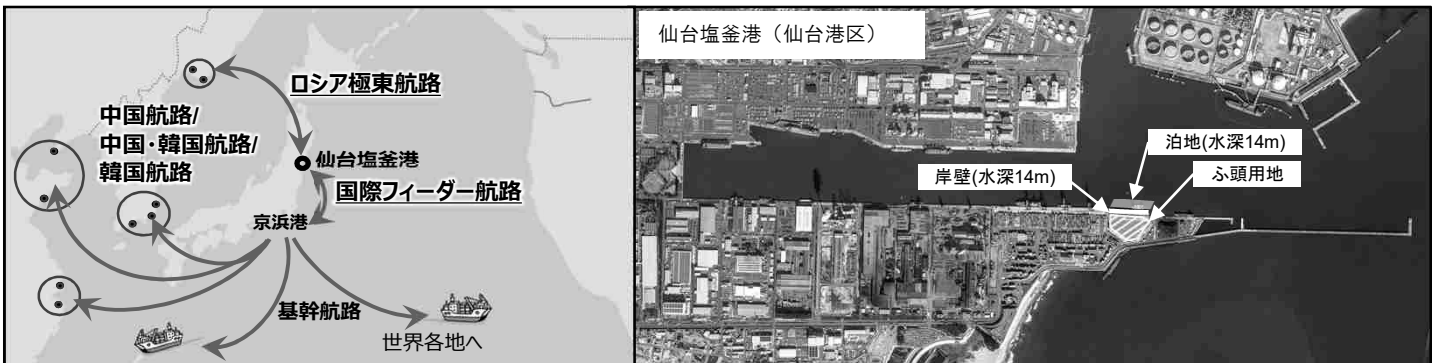 ロシア極東航路
中国航路/
中国・韓国航路/
韓国航路
仙台塩釜港
国際フィーダー航路
京浜港
基幹航路
世界各地へ
仙台塩釜港（仙台港区）
泊地(水深14m)
岸壁(水深14m)
ふ頭用地